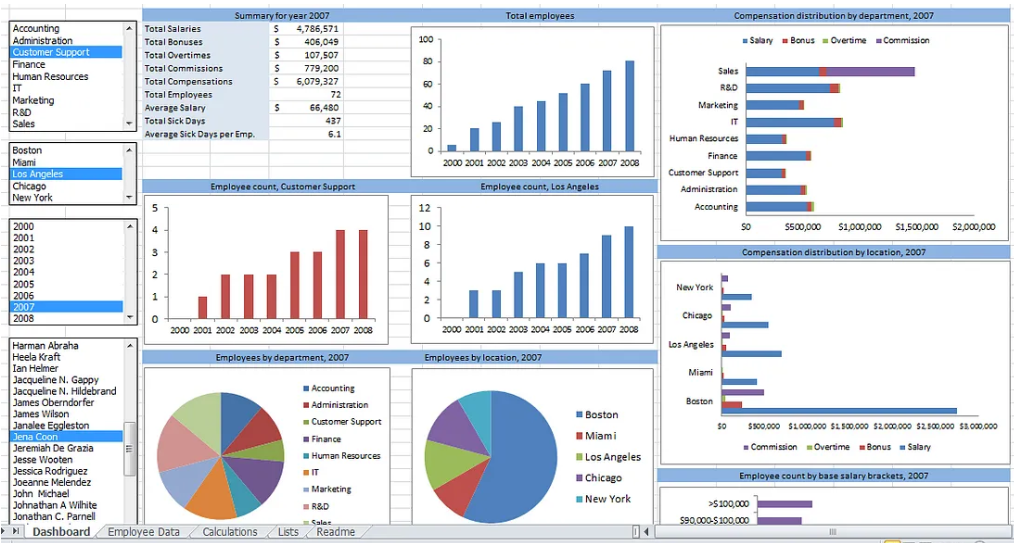 Accounting
Administration
Customer Support
Finance
Human Resources
IT
Marketing
R&D
Sales
Boston
Miami
Los Angeles
Chicago
New York
2000
2001
2002
2003
2004
2005
2006
2007
2008
Harman Abraha
Heela Kraft
Ian Helmer
Jacqueline N. Gappy
Jacqueline N. Hildebrand
James Oberndorfer
James Wilson
Janalee Eggleston
Jena Coon
Jeremiah De Grazia
Jesse Wooten
Jessica Rodriguez
Joeanne Melendez
John Michael
Johnathan A Wilhite
Jonathan C. Parnell
Summary for year 2007
Total Salaries $ 4,786,571
Total Bonuses $ 406,049
Total Overtimes $ 107,507
Total Commissions $ 779,200
Total Compensations $ 6,079,327
Total Employees 72
Average Salary $ 66,480
Total Sick Days 437
Average Sick Days per Emp. 6.1
Total employees
100
80
60
40
20
0
2000 2001 2002 2003 2004 2005 2006 2007 2008
Compensation distribution by department, 2007
Salary Bonus Overtime Commission
Sales
R&D
Marketing
IT
Human Resources
Finance
Customer Support
Administration
Accounting
$0 $500,000 $1,000,000 $1,500,000 $2,000,000
Employee count, Customer Support
5
4
3
2
1
0
2000 2001 2002 2003 2004 2005 2006 2007 2008
Employee count, Los Angeles
12
10
8
6
4
2
0
2000 2001 2002 2003 2004 2005 2006 2007 2008
Compensation distribution by location, 2007
New York
Chicago
Los Angeles
Miami
Boston
$0 $500,000 $1,000,000 $1,500,000 $2,000,000 $2,500,000 $3,000,000
Commission Overtime Bonus Salary
Employees by department, 2007
Accounting
Administration
Customer Support
Finance
Human Resources
IT
Marketing
R&D
Sales
Employees by location, 2007
Boston
Miami
Los Angeles
Chicago
New York
Employee count by base salary brackets, 2007
>$100,000
$90,000-$100,000
Dashboard Employee Data Calculations Lists Readme